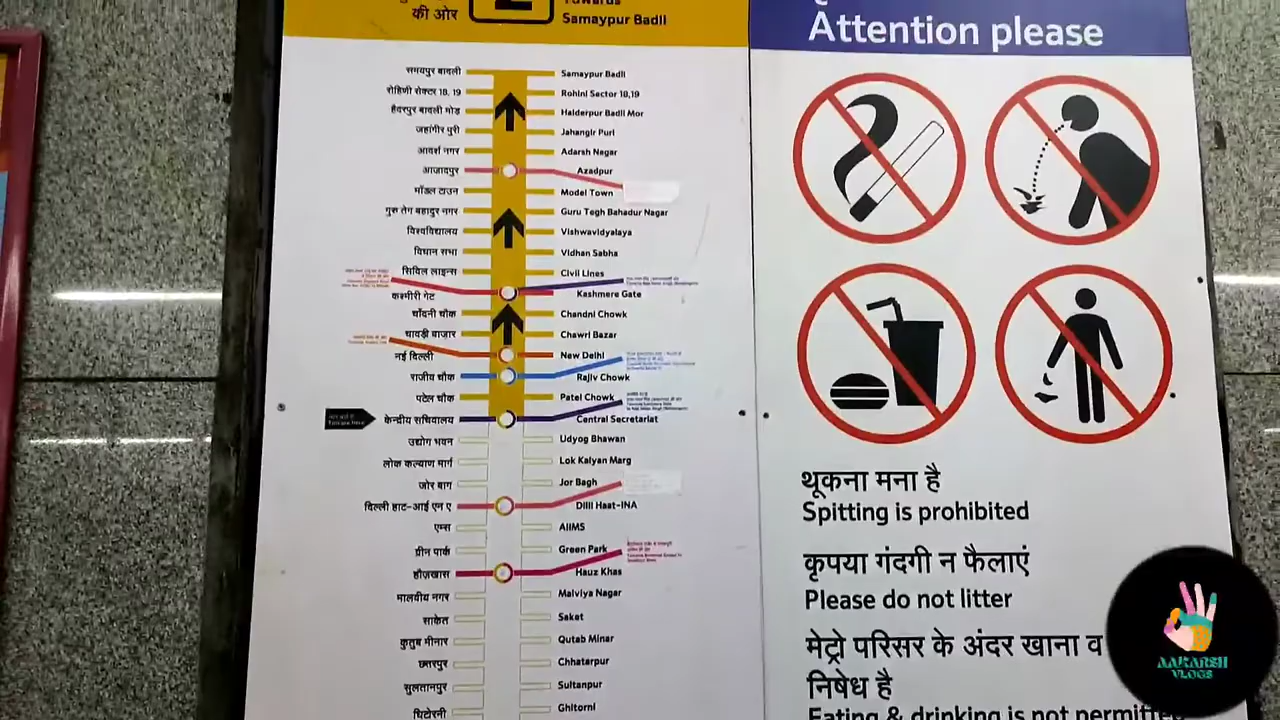 की ओर
2
Towards
Samaypur Badli
समयपुर बादली Samaypur Badli
रोहिणी सेक्टर 18, 19 Rohini Sector 18,19
हैदरपुर बादली मोड़ Haiderpur Badli Mor
जहांगीर पुरी Jahangir Puri
आदर्श नगर Adarsh Nagar
आजादपुर Azadpur
मॉडल टाउन Model Town
गुरु तेग बहादुर नगर Guru Tegh Bahadur Nagar
विश्वविद्यालय Vishwavidyalaya
विधान सभा Vidhan Sabha
सिविल लाइन्स Civil Lines
कश्मीरी गेट Kashmere Gate
चाँदनी चौक Chandni Chowk
चावड़ी बाज़ार Chawri Bazar
नई दिल्ली New Delhi
राजीव चौक Rajiv Chowk
पटेल चौक Patel Chowk
केन्द्रीय सचिवालय Central Secretariat
उद्योग भवन Udyog Bhawan
लोक कल्याण मार्ग Lok Kalyan Marg
जोर बाग Jor Bagh
दिल्ली हाट-आई एन ए Dilli Haat-INA
एम्स AIIMS
ग्रीन पार्क Green Park
हौज़खास Hauz Khas
मालवीय नगर Malviya Nagar
साकेत Saket
कुतुब मीनार Qutab Minar
छतरपुर Chhatarpur
सुलतानपुर Sultanpur
घिटोरनी Ghitorni
Attention please
थूकना मना है
Spitting is prohibited
कृपया गंदगी न फैलाएं
Please do not litter
मेट्रो परिसर के अंदर खाना व
निषेध है
Eating & drinking is not permitted
AAKARSH
VLOGS